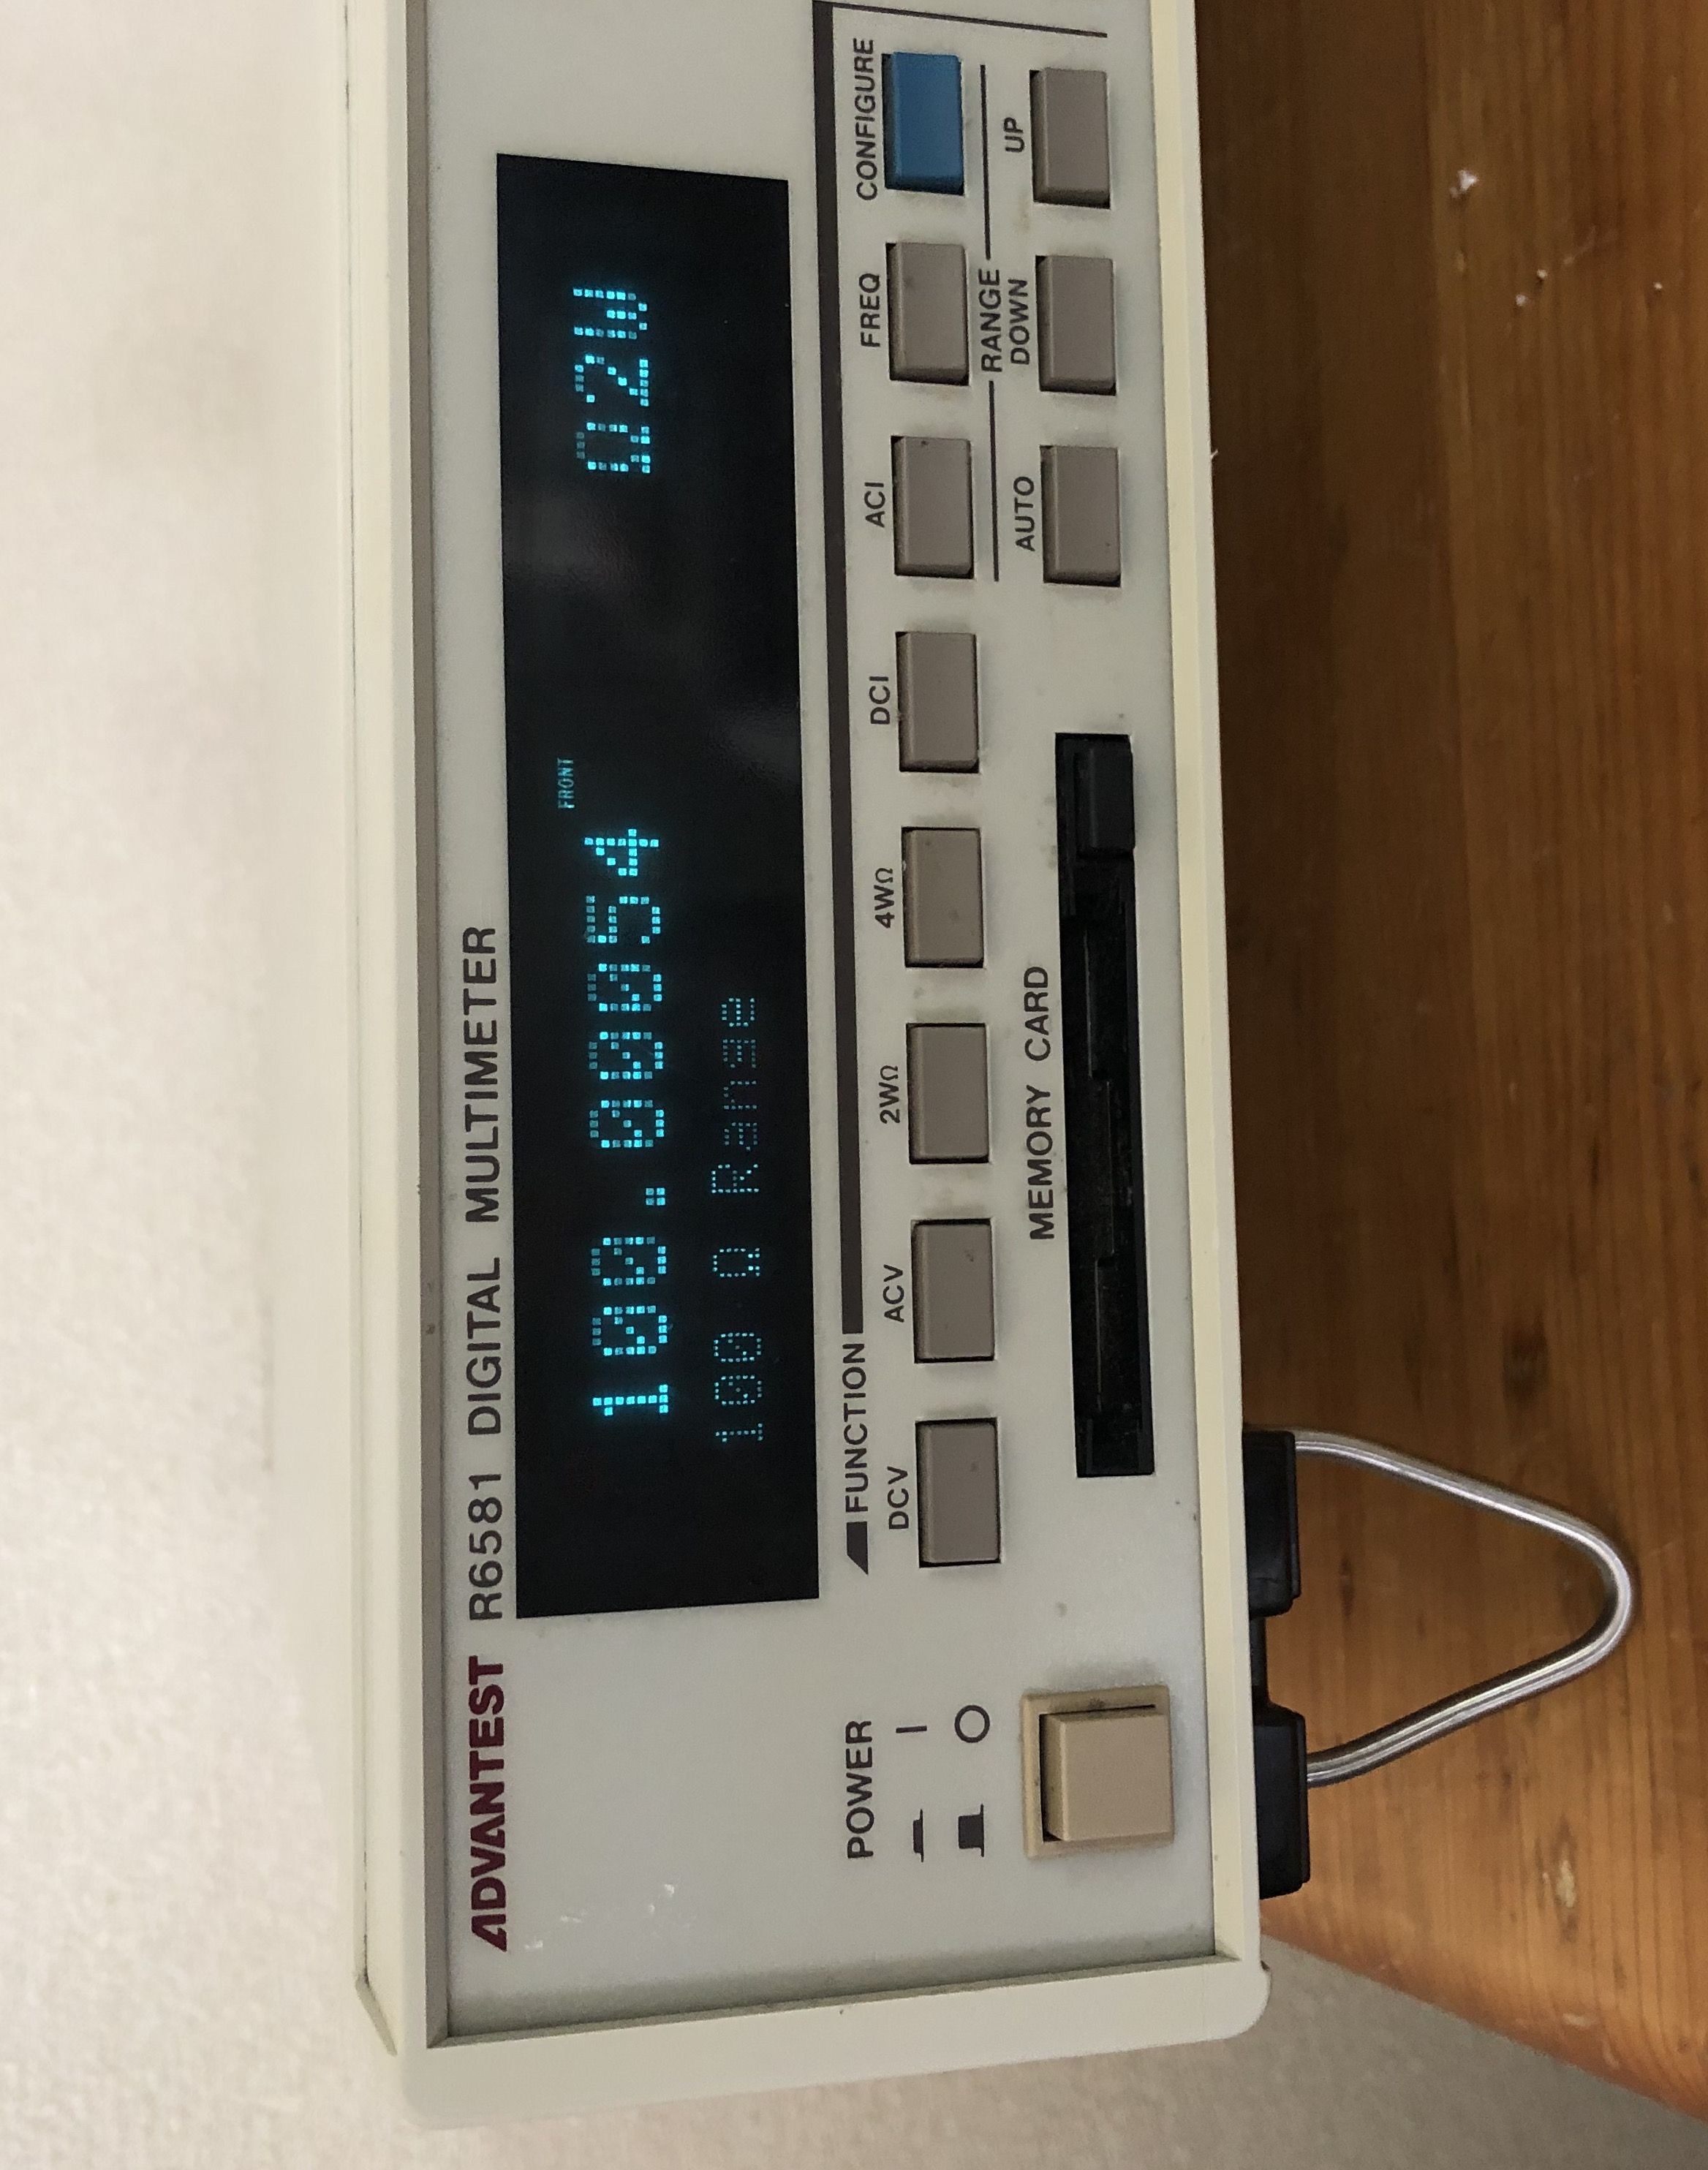 ADVANTEST R6581 DIGITAL MULTIMETER
FRONT
100.00054 Ω2W
100 Ω Range
POWER
FUNCTION
DCV ACV 2WΩ 4WΩ DCI ACI FREQ CONFIGURE
MEMORY CARD
RANGE
AUTO DOWN UP